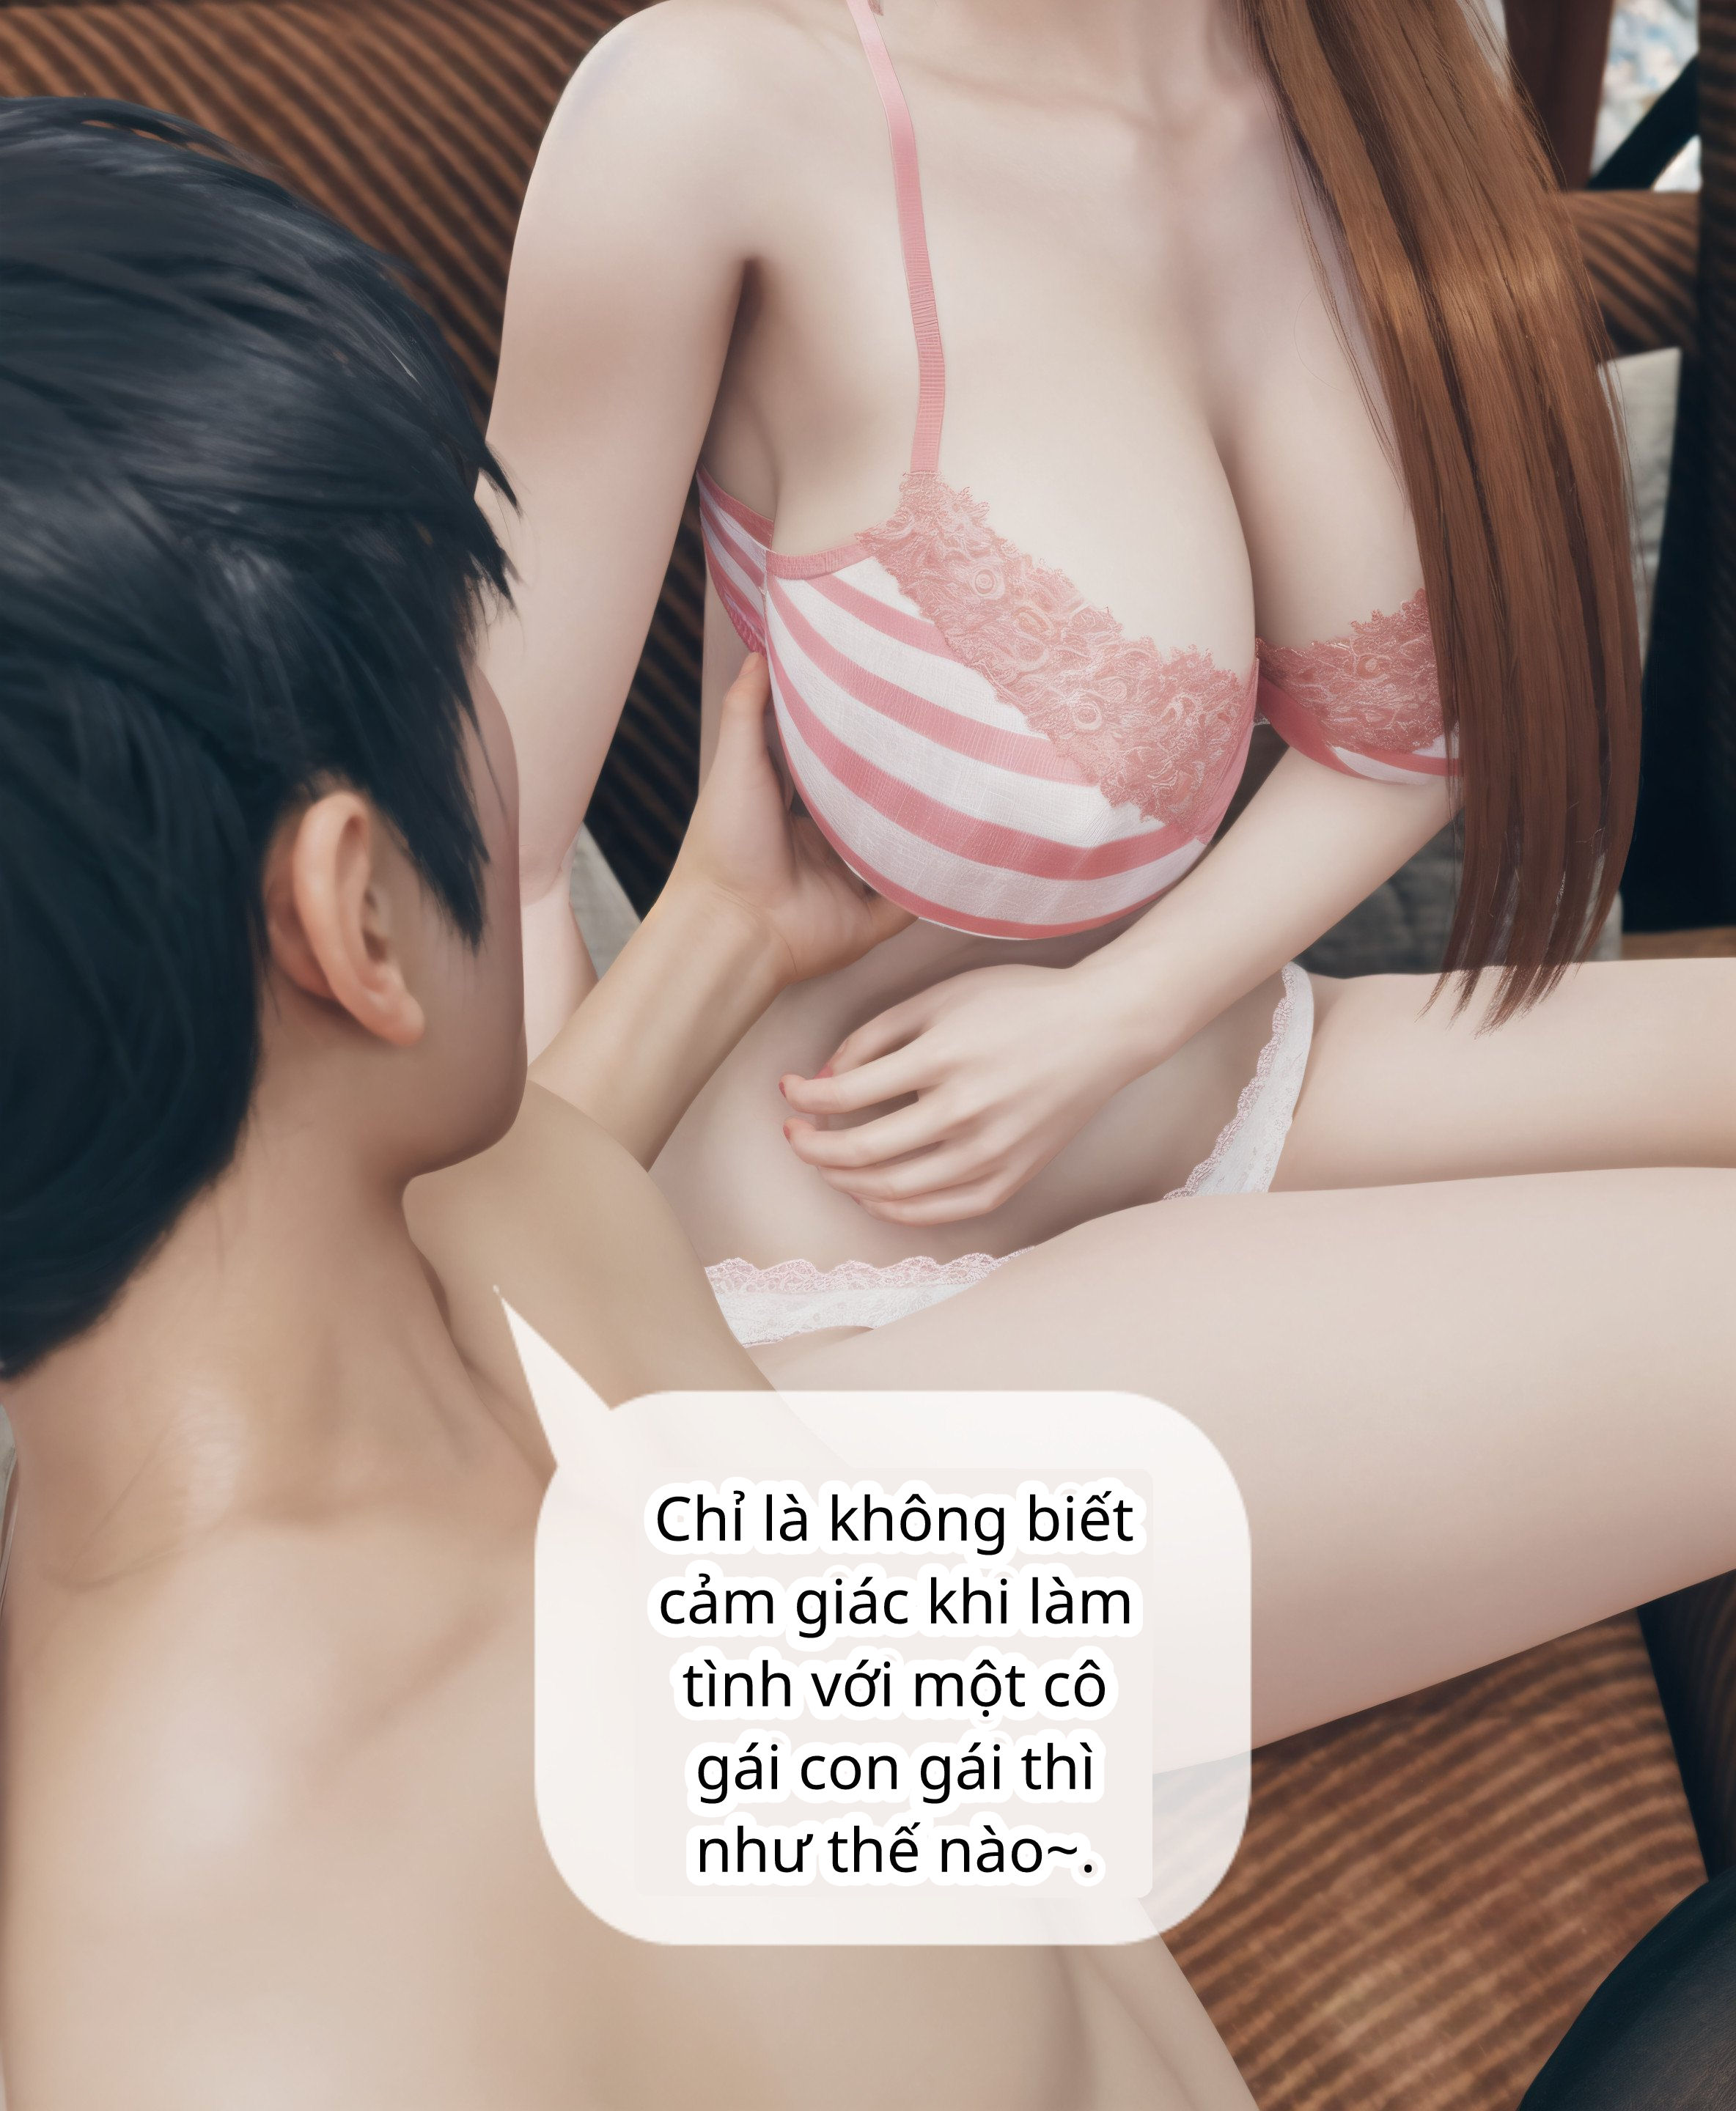 Chỉ là không biết
cảm giác khi làm
tình với một cô
gái con gái thì
như thế nào~.